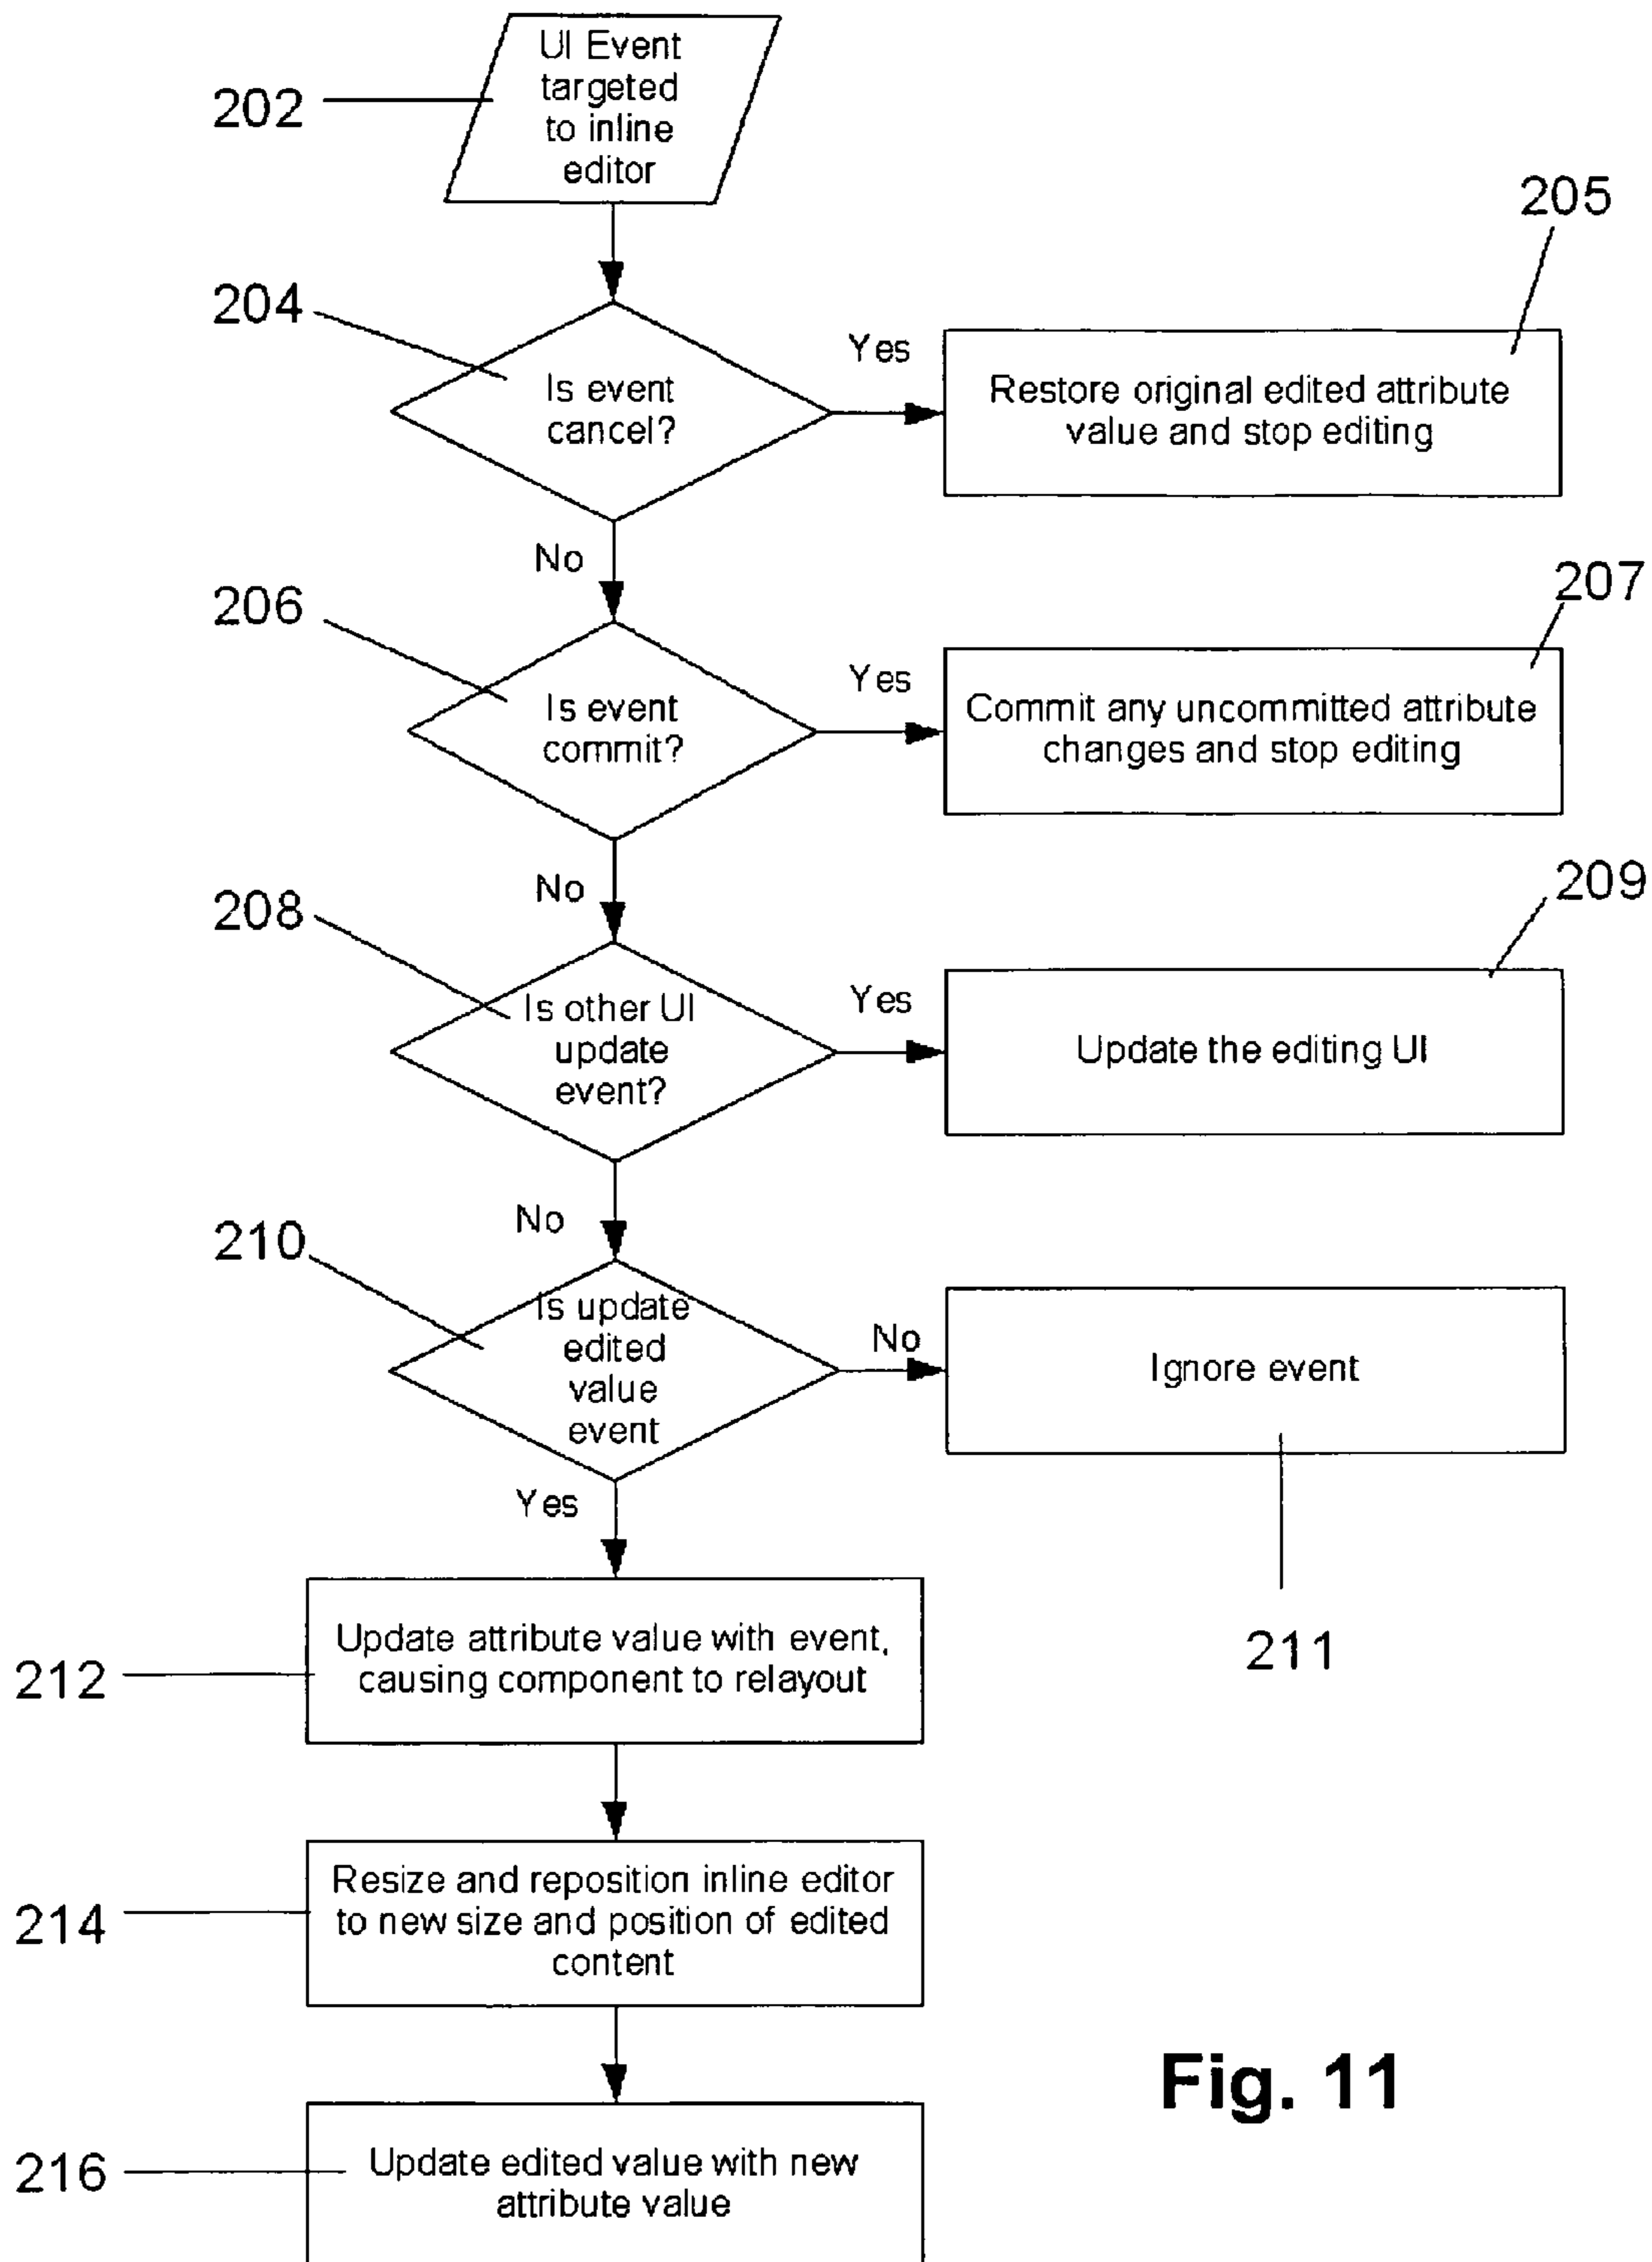 UI Event
targeted
to inline
editor
202
205
204
Is event
cancel?
Yes
Restore original edited attribute
value and stop editing
No
207
206
Is event
commit?
Yes
Commit any uncommitted attribute
changes and stop editing
No
209
208
Is other UI
update
event?
Yes
Update the editing UI
No
210
Is update
edited
value
event
No
Ignore event
Yes
211
212
Update attribute value with event,
causing component to relayout
214
Resize and reposition inline editor
to new size and position of edited
content
Fig. 11
216
Update edited value with new
attribute value